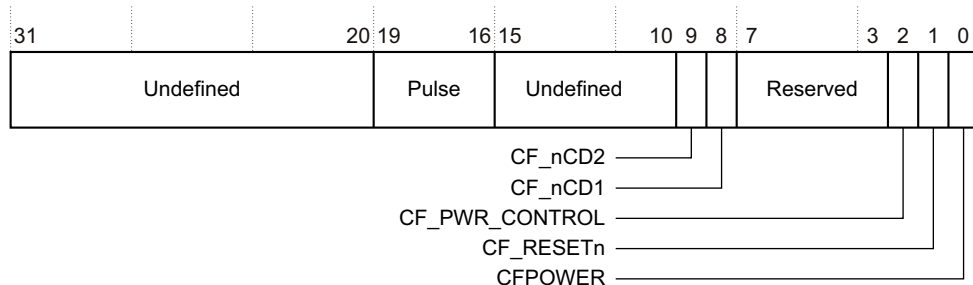 31 20 19 16 15 10 9 8 7 3 2 1 0
Undefined Pulse Undefined Reserved
CF_nCD2
CF_nCD1
CF_PWR_CONTROL
CF_RESETn
CFPOWER